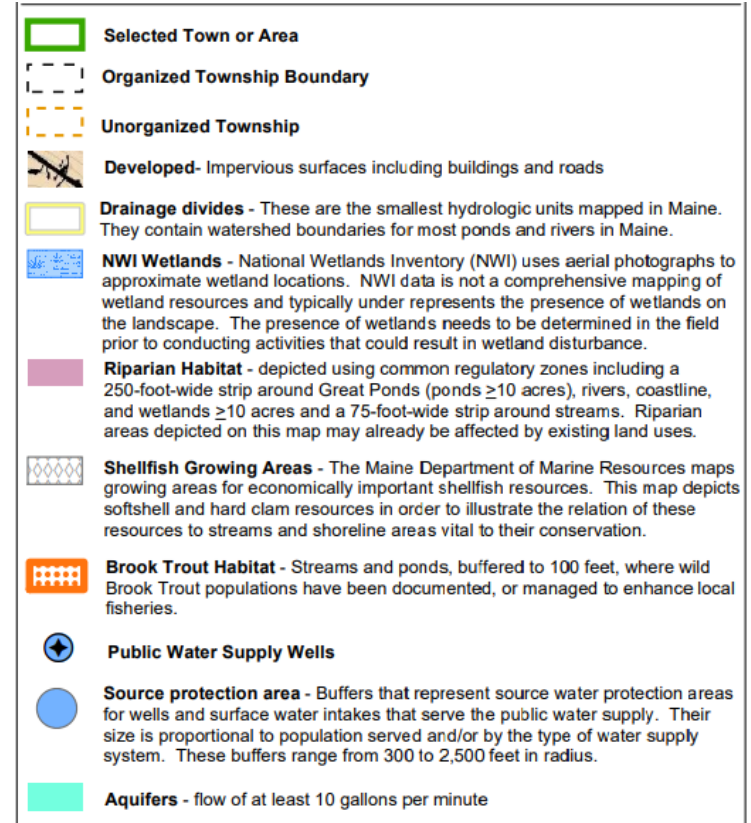 Selected Town or Area
Organized Township Boundary
Unorganized Township
Developed- Impervious surfaces including buildings and roads
Drainage divides - These are the smallest hydrologic units mapped in Maine.
They contain watershed boundaries for most ponds and rivers in Maine.
NWI Wetlands - National Wetlands Inventory (NWI) uses aerial photographs to
approximate wetland locations.  NWI data is not a comprehensive mapping of
wetland resources and typically under represents the presence of wetlands on
the landscape.  The presence of wetlands needs to be determined in the field
prior to conducting activities that could result in wetland disturbance.
Riparian Habitat - depicted using common regulatory zones including a
250-foot-wide strip around Great Ponds (ponds ≥10 acres), rivers, coastline,
and wetlands ≥10 acres and a 75-foot-wide strip around streams.  Riparian
areas depicted on this map may already be affected by existing land uses.
Shellfish Growing Areas - The Maine Department of Marine Resources maps
growing areas for economically important shellfish resources.  This map depicts
softshell and hard clam resources in order to illustrate the relation of these
resources to streams and shoreline areas vital to their conservation.
Brook Trout Habitat - Streams and ponds, buffered to 100 feet, where wild
Brook Trout populations have been documented, or managed to enhance local
fisheries.
Public Water Supply Wells
Source protection area - Buffers that represent source water protection areas
for wells and surface water intakes that serve the public water supply.  Their
size is proportional to population served and/or by the type of water supply
system.  These buffers range from 300 to 2,500 feet in radius.
Aquifers - flow of at least 10 gallons per minute